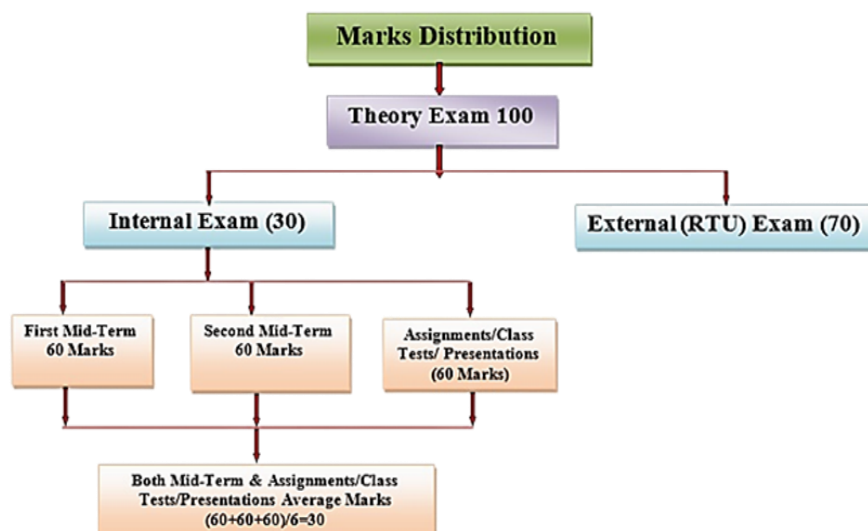 Marks Distribution
Theory Exam 100
Internal Exam (30)
External (RTU) Exam (70)
First Mid-Term
60 Marks
Second Mid-Term
60 Marks
Assignments/Class
Tests/ Presentations
(60 Marks)
Both Mid-Term & Assignments/Class
Tests/Presentations Average Marks
(60+60+60)/6=30